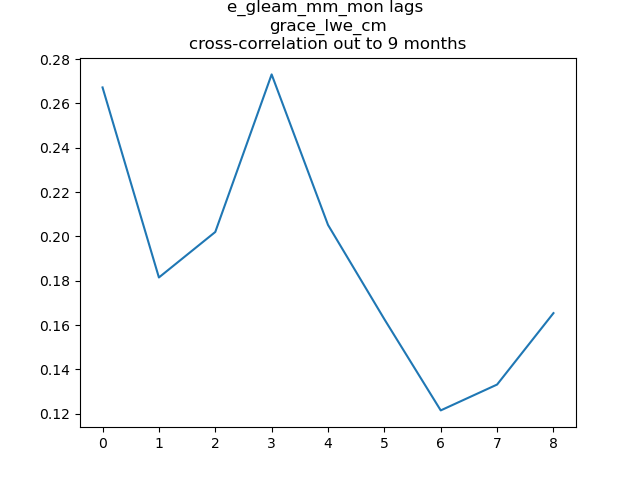 e_gleam_mm_mon lags
grace_lwe_cm
cross-correlation out to 9 months
0.28
0.26
0.24
0.22
0.20
0.18
0.16
0.14
0.12
0 1 2 3 4 5 6 7 8